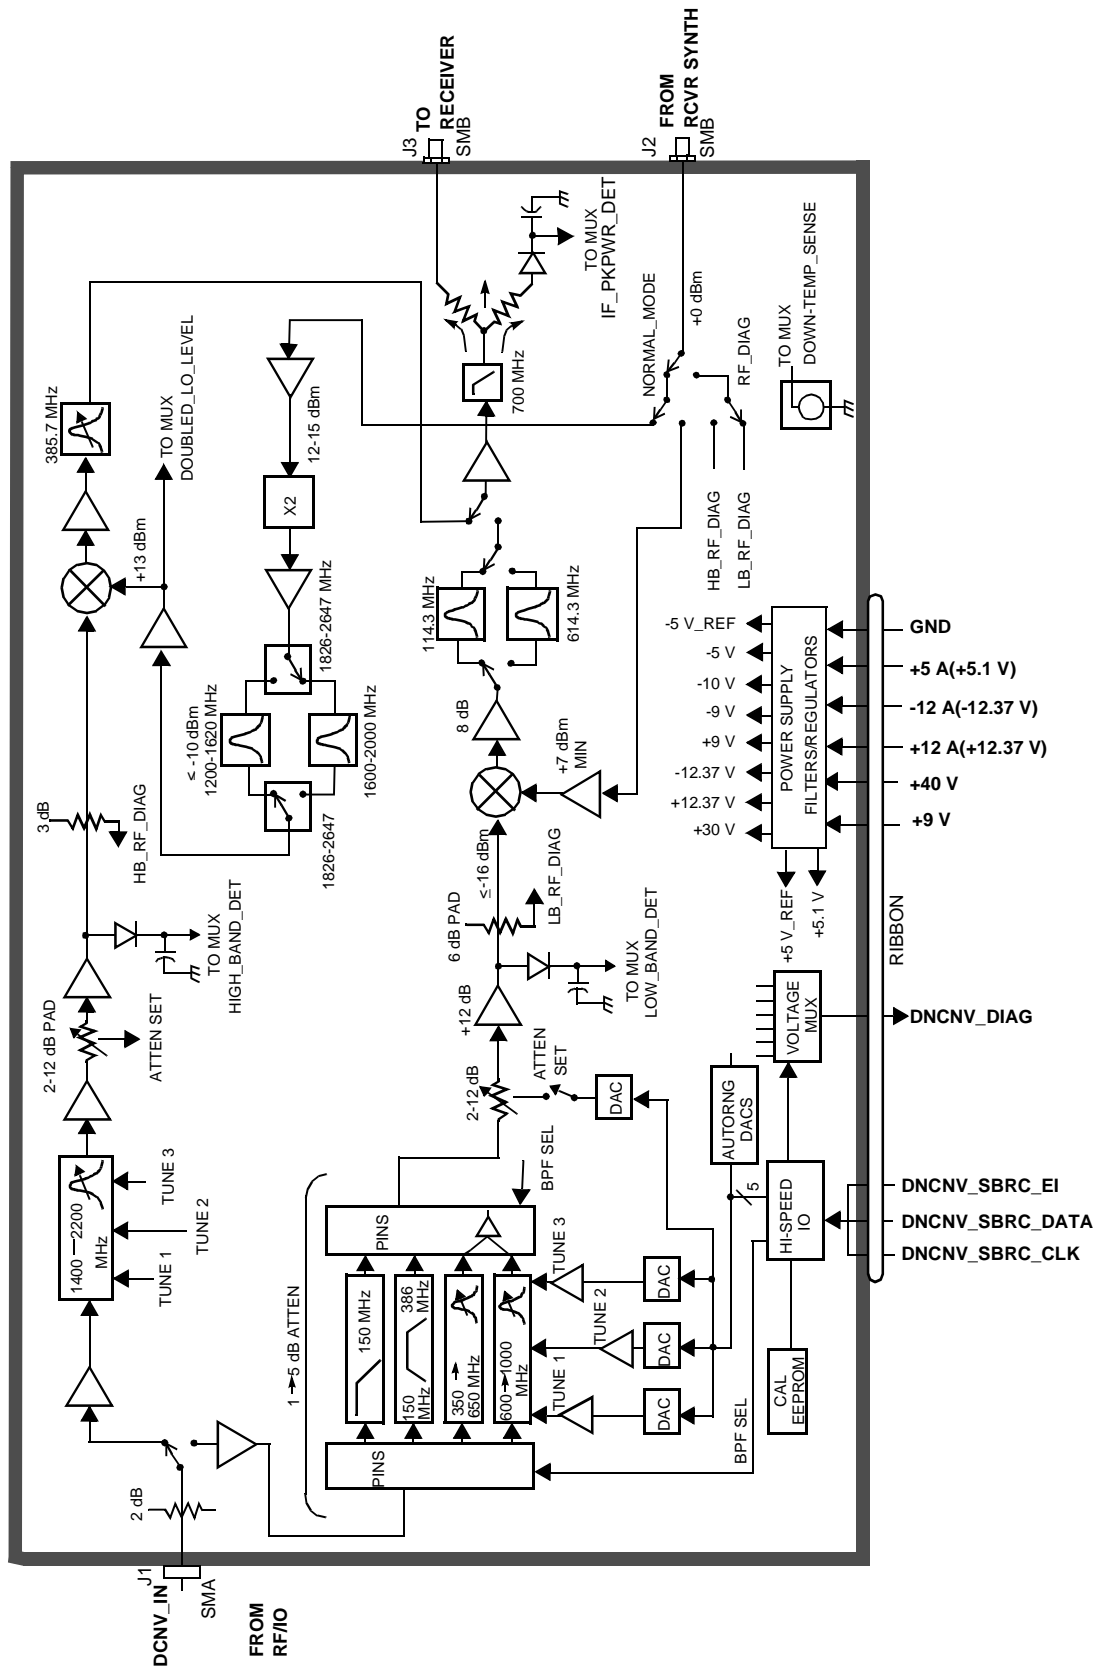 J1
DCNV_IN
SMA
FROM
RF/IO
2 dB
1400
2200
MHz
TUNE 1
TUNE 2
TUNE 3
2-12 dB PAD
ATTEN SET
TO MUX
HIGH_BAND_DET
3 dB
HB_RF_DIAG
+13 dBm
TO MUX
DOUBLED_LO_LEVEL
385.7 MHz
≤ -10 dBm
1200-1620 MHz
1600-2000 MHz
1826-2647
1826-2647 MHz
X2
12-15 dBm
1
5 dB ATTEN
PINS
150 MHz
150
MHz
386
MHz
350
650 MHz
600
1000
MHz
PINS
BPF SEL
TUNE 1
TUNE 2
TUNE 3
DAC
DAC
DAC
DAC
2-12 dB
ATTEN
SET
+12 dB
TO MUX
LOW_BAND_DET
6 dB PAD
LB_RF_DIAG
≤-16 dBm
+7 dBm
MIN
8 dB
114.3 MHz
614.3 MHz
700 MHz
TO MUX
IF_PKPWR_DET
J3
TO
RECEIVER
SMB
J2
FROM
RCVR SYNTH
SMB
+0 dBm
NORMAL_MODE
RF_DIAG
HB_RF_DIAG
LB_RF_DIAG
TO MUX
DOWN-TEMP_SENSE
BPF SEL
CAL
EEPROM
HI-SPEED
IO
5
AUTORNG
DACS
VOLTAGE
MUX
POWER SUPPLY
FILTERS/REGULATORS
-5 V_REF
-5 V
-10 V
-9 V
+9 V
-12.37 V
+12.37 V
+30 V
+5 V_REF
+5.1 V
RIBBON
GND
+5 A(+5.1 V)
-12 A(-12.37 V)
+12 A(+12.37 V)
+40 V
+9 V
DNCNV_DIAG
DNCNV_SBRC_EI
DNCNV_SBRC_DATA
DNCNV_SBRC_CLK